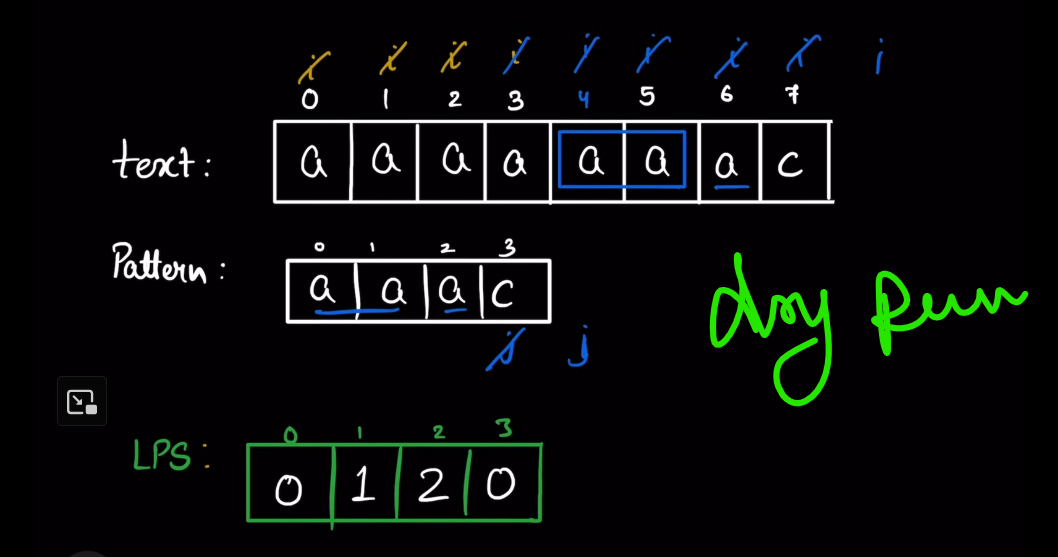 i i i i i i i i i
0 1 2 3 4 5 6 7
text: a a a a a a a c
0 1 2 3
Pattern: a a a c
j j
dry Run
0 1 2 3
LPS: 0 1 2 0